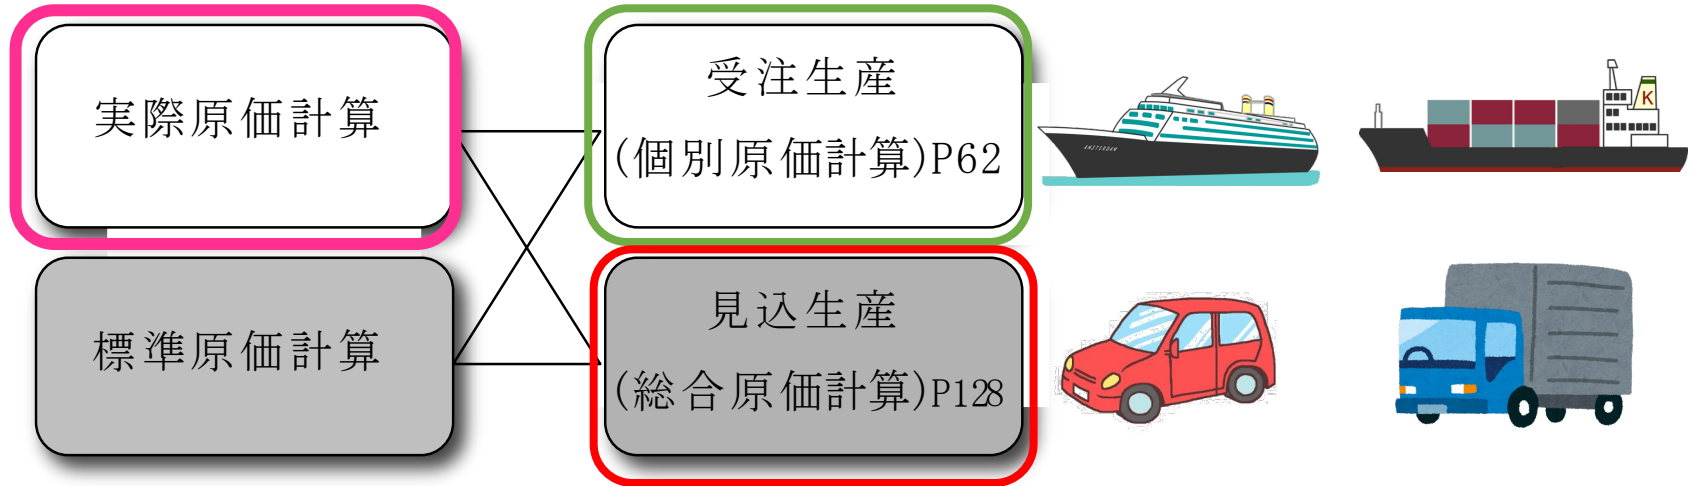 実際原価計算
受注生産
(個別原価計算)P62
AMSTERDAM
K
標準原価計算
見込生産
(総合原価計算)P128